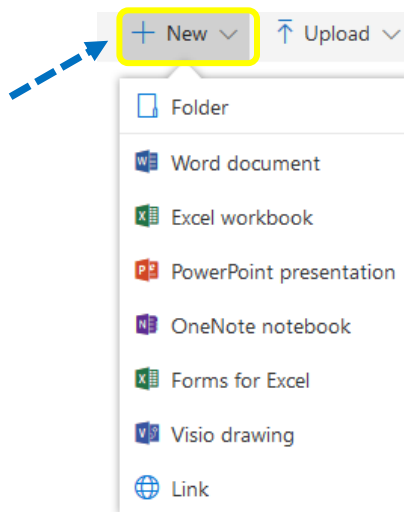 New Upload
Folder
Word document
Excel workbook
PowerPoint presentation
OneNote notebook
Forms for Excel
Visio drawing
Link